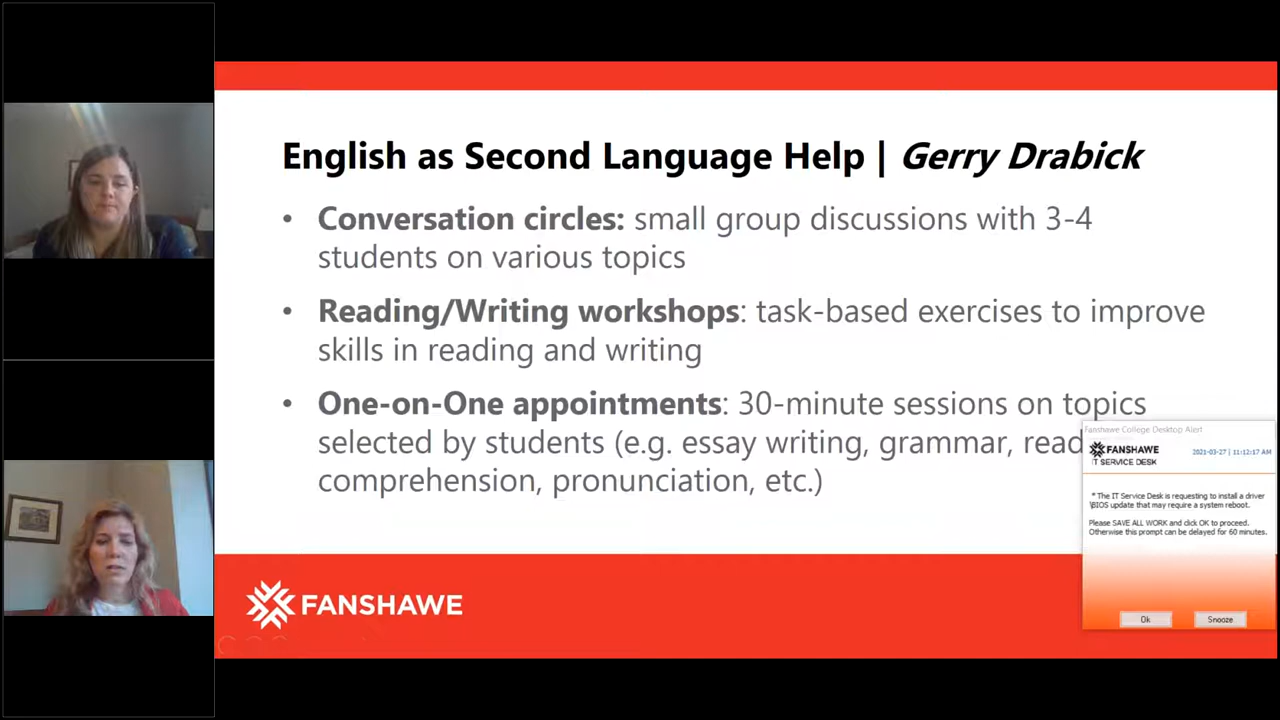 English as Second Language Help | Gerry Drabick
• Conversation circles: small group discussions with 3-4
students on various topics
• Reading/Writing workshops: task-based exercises to improve
skills in reading and writing
• One-on-One appointments: 30-minute sessions on topics
selected by students (e.g. essay writing, grammar, read
comprehension, pronunciation, etc.)
Fanshawe College Desktop Alert
FANSHAWE
IT SERVICE DESK
2021-03-27 | 11:12:17 AM
* The IT Service Desk is requesting to install a driver
\BIOS update that may require a system reboot.
Please SAVE ALL WORK and click OK to proceed.
Otherwise this prompt can be delayed for 60 minutes.
Ok
Snooze
FANSHAWE